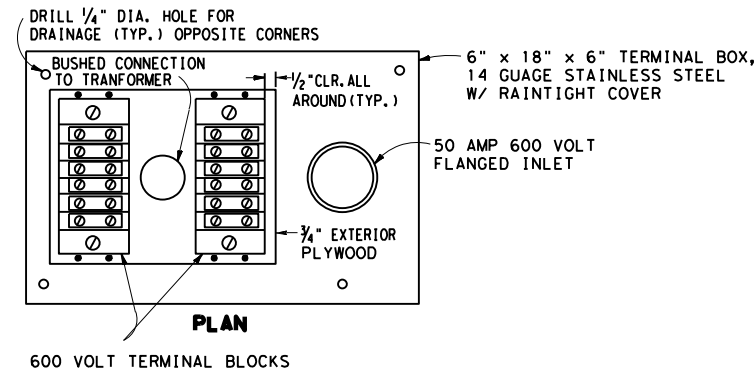 DRILL 1/4" DIA. HOLE FOR
DRAINAGE (TYP.) OPPOSITE CORNERS
BUSHED CONNECTION
TO TRANFORMER
1/2" CLR. ALL
AROUND (TYP.)
6" x 18" x 6" TERMINAL BOX,
14 GUAGE STAINLESS STEEL
W/ RAINTIGHT COVER
50 AMP 600 VOLT
FLANGED INLET
3/4" EXTERIOR
PLYWOOD
PLAN
600 VOLT TERMINAL BLOCKS